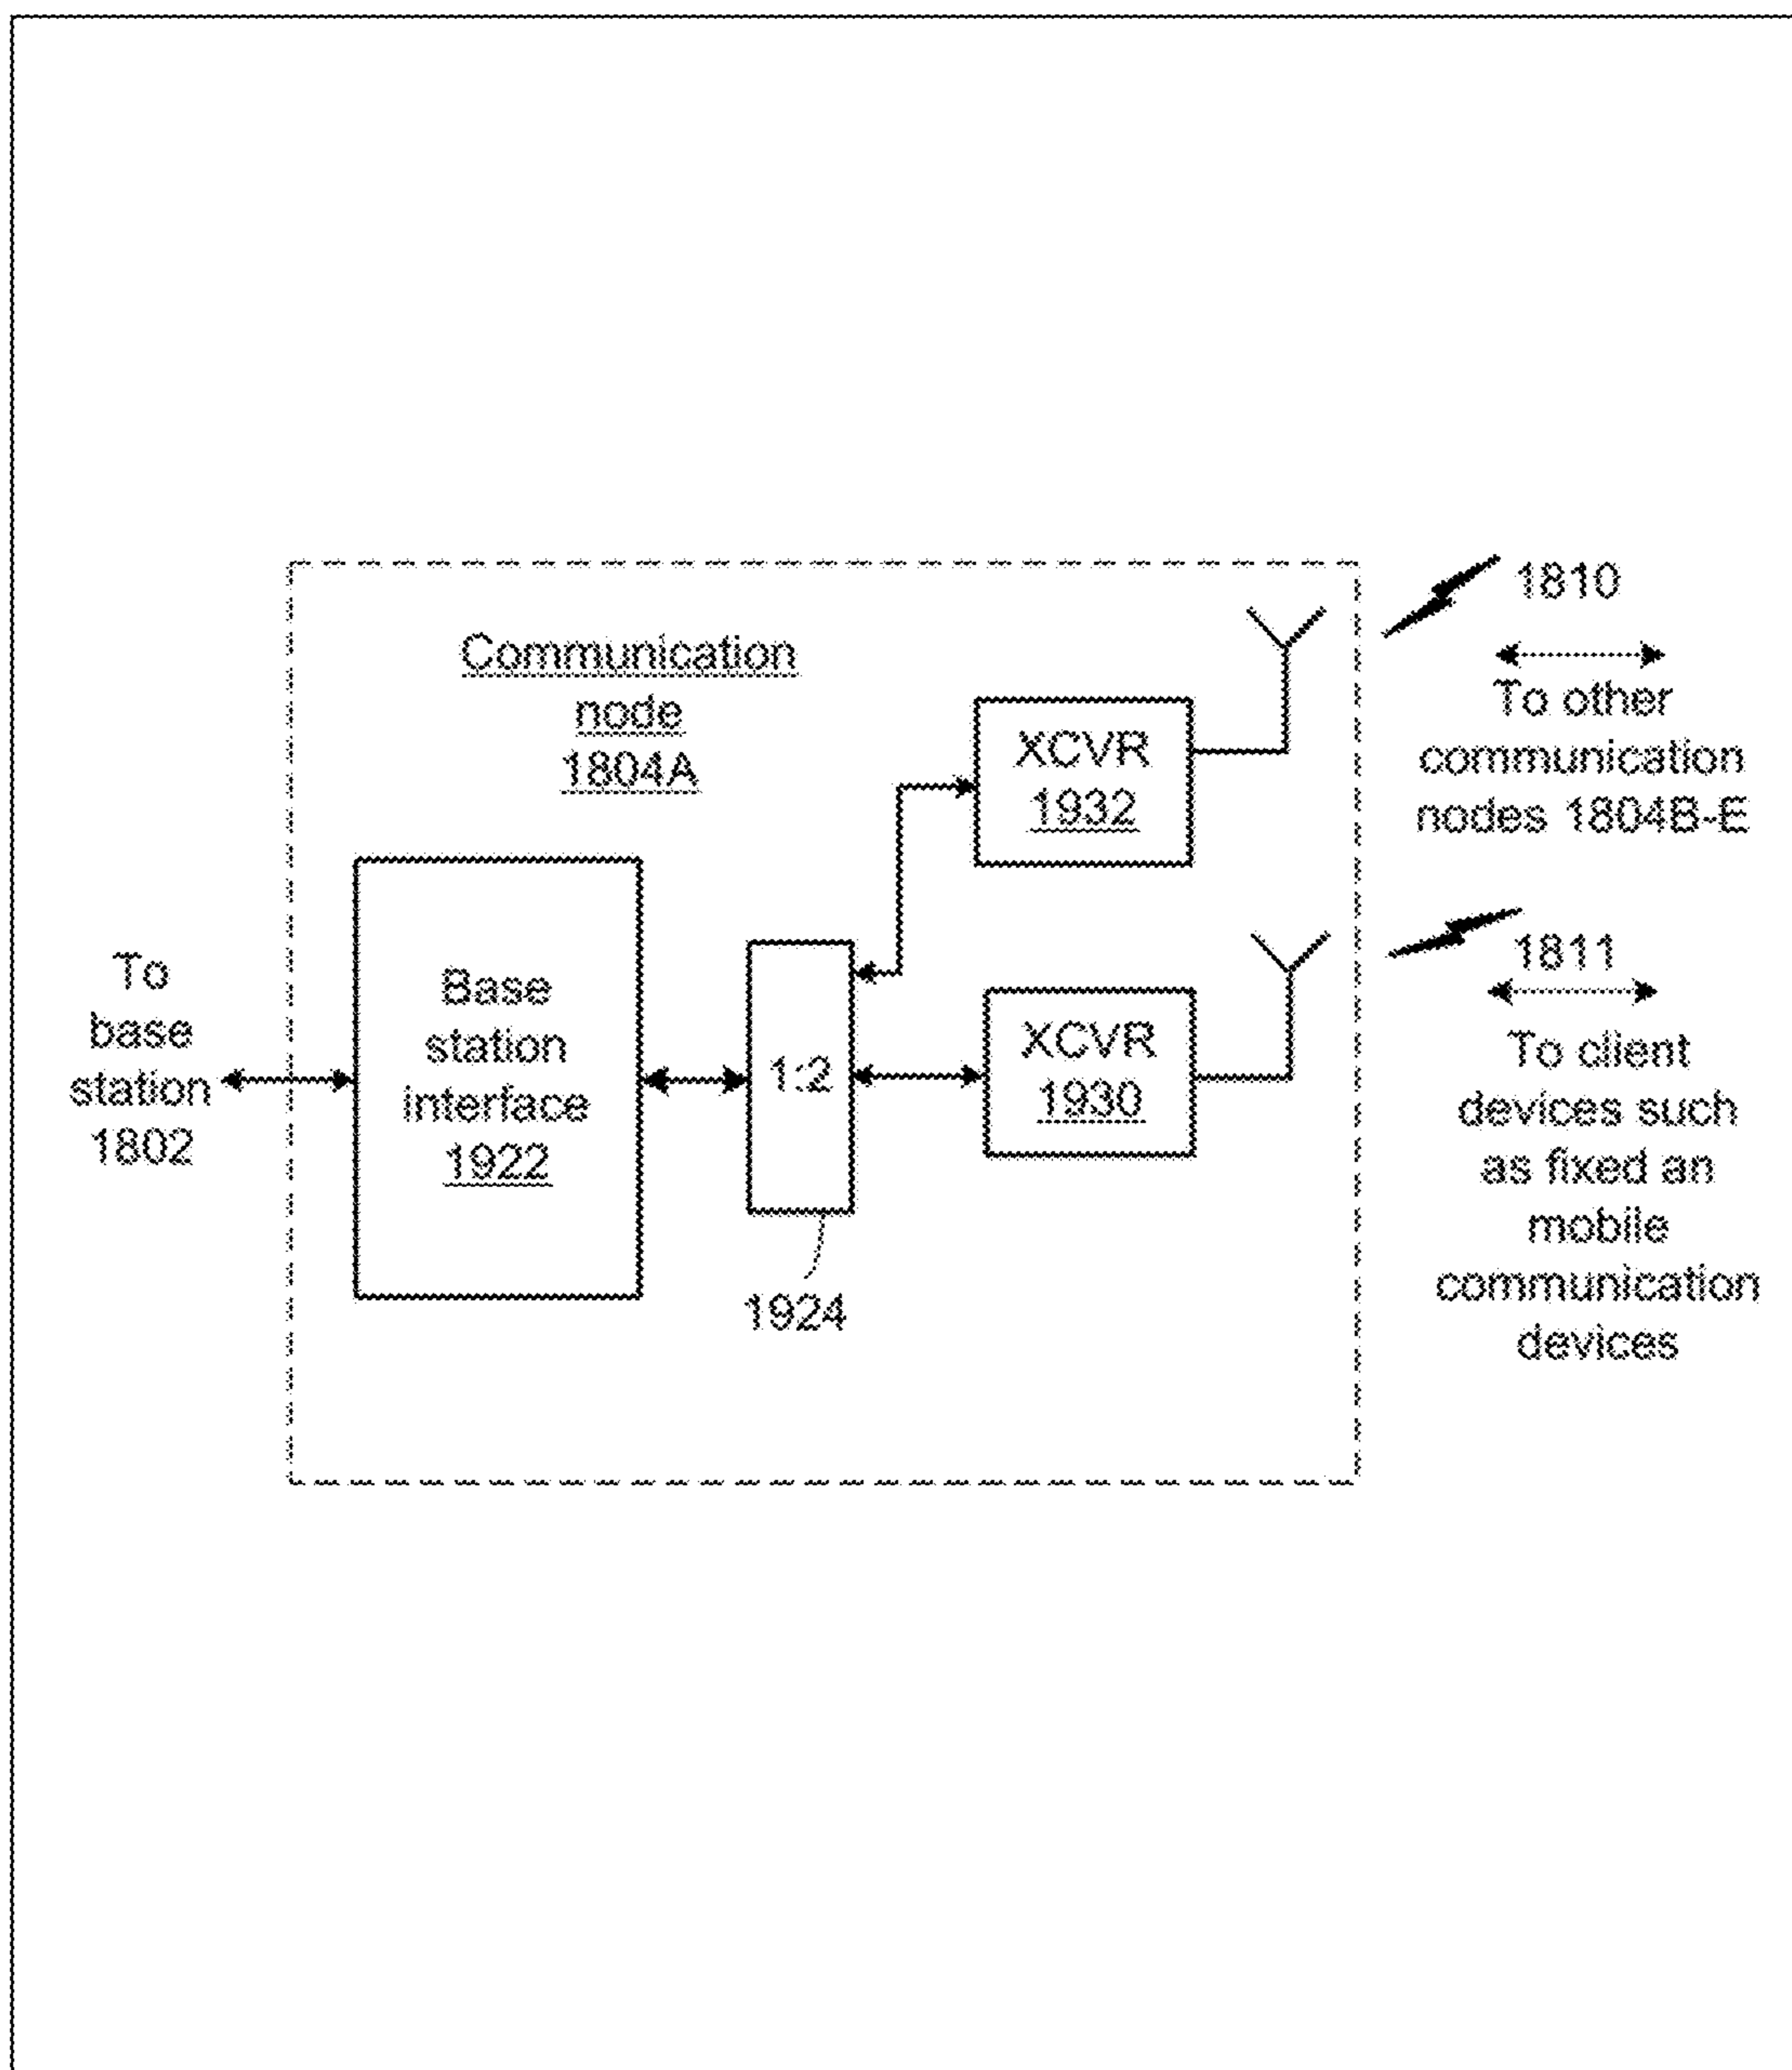 Communication
node
1804A
To
base
station
1802
Base
station
interface
1922
1:2
1924
XCVR
1932
XCVR
1930
1810
To other
communication
nodes 1804B-E
1811
To client
devices such
as fixed an
mobile
communication
devices